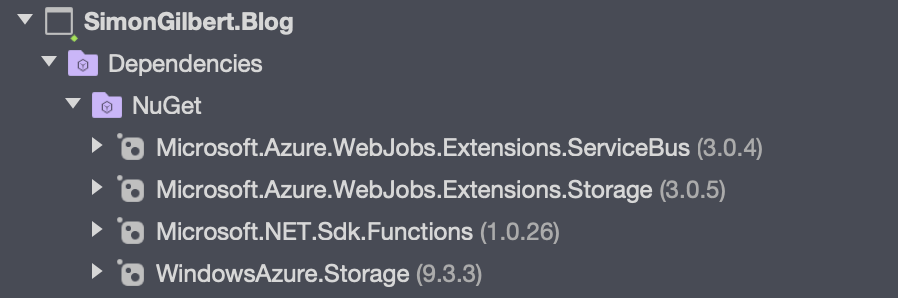 SimonGilbert.Blog
Dependencies
NuGet
Microsoft.Azure.WebJobs.Extensions.ServiceBus (3.0.4)
Microsoft.Azure.WebJobs.Extensions.Storage (3.0.5)
Microsoft.NET.Sdk.Functions (1.0.26)
WindowsAzure.Storage (9.3.3)